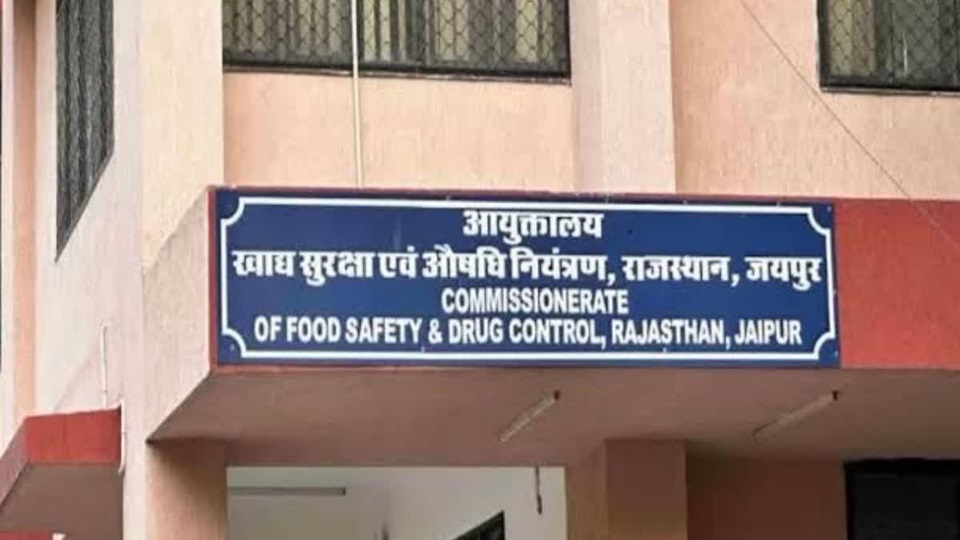 आयुक्तालय
खाद्य सुरक्षा एवं औषधि नियंत्रण, राजस्थान, जयपुर
COMMISSIONERATE
OF FOOD SAFETY & DRUG CONTROL, RAJASTHAN, JAIPUR